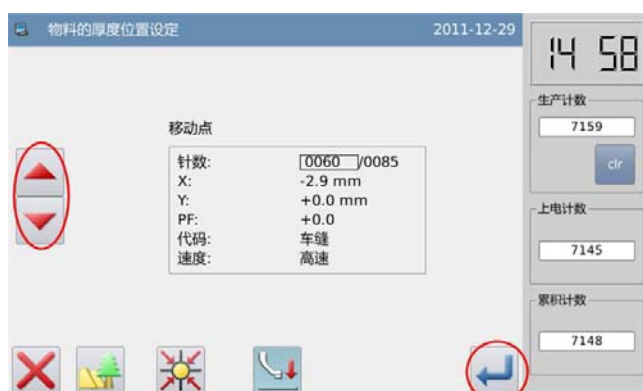 物料的厚度位置设定 2011-12-29
14 58
生产计数
7159
clr
移动点
针数: 0060 /0085
X: -2.9 mm
Y: +0.0 mm
PF: +0.0
代码: 车缝
速度: 高速
上电计数
7145
累积计数
7148